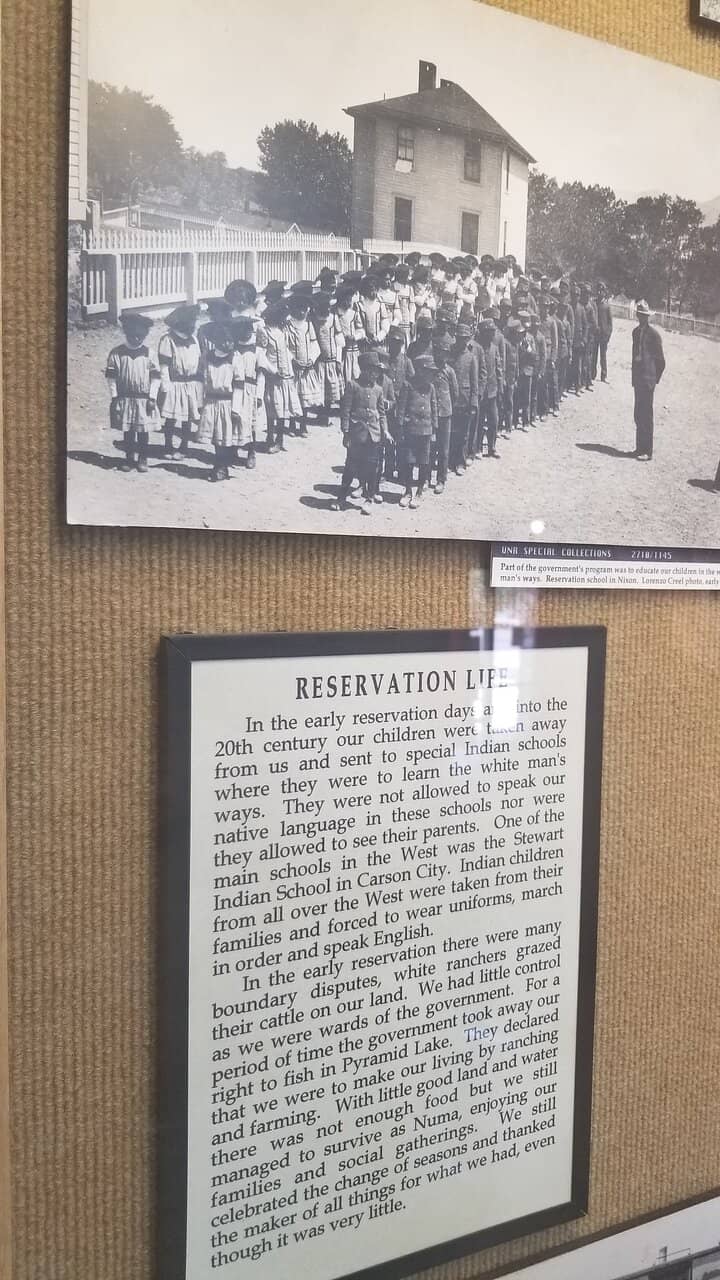 UNR SPECIAL COLLECTIONS 2710/1145
Part of the government's program was to educate our children in the
man's ways. Reservation school in Nixon. Lorenzo Creel photo, early
RESERVATION LIFE
In the early reservation days and into the
20th century our children were taken away
from us and sent to special Indian schools
where they were to learn the white man's
ways. They were not allowed to speak our
native language in these schools nor were
they allowed to see their parents. One of the
main schools in the West was the Stewart
Indian School in Carson City. Indian children
from all over the West were taken from their
families and forced to wear uniforms, march
in order and speak English.
In the early reservation there were many
boundary disputes, white ranchers grazed
their cattle on our land. We had little control
as we were wards of the government. For a
period of time the government took away our
right to fish in Pyramid Lake. They declared
that we were to make our living by ranching
and farming. With little good land and water
there was not enough food but we still
managed to survive as Numa, enjoying our
families and social gatherings. We still
celebrated the change of seasons and thanked
the maker of all things for what we had, even
though it was very little.